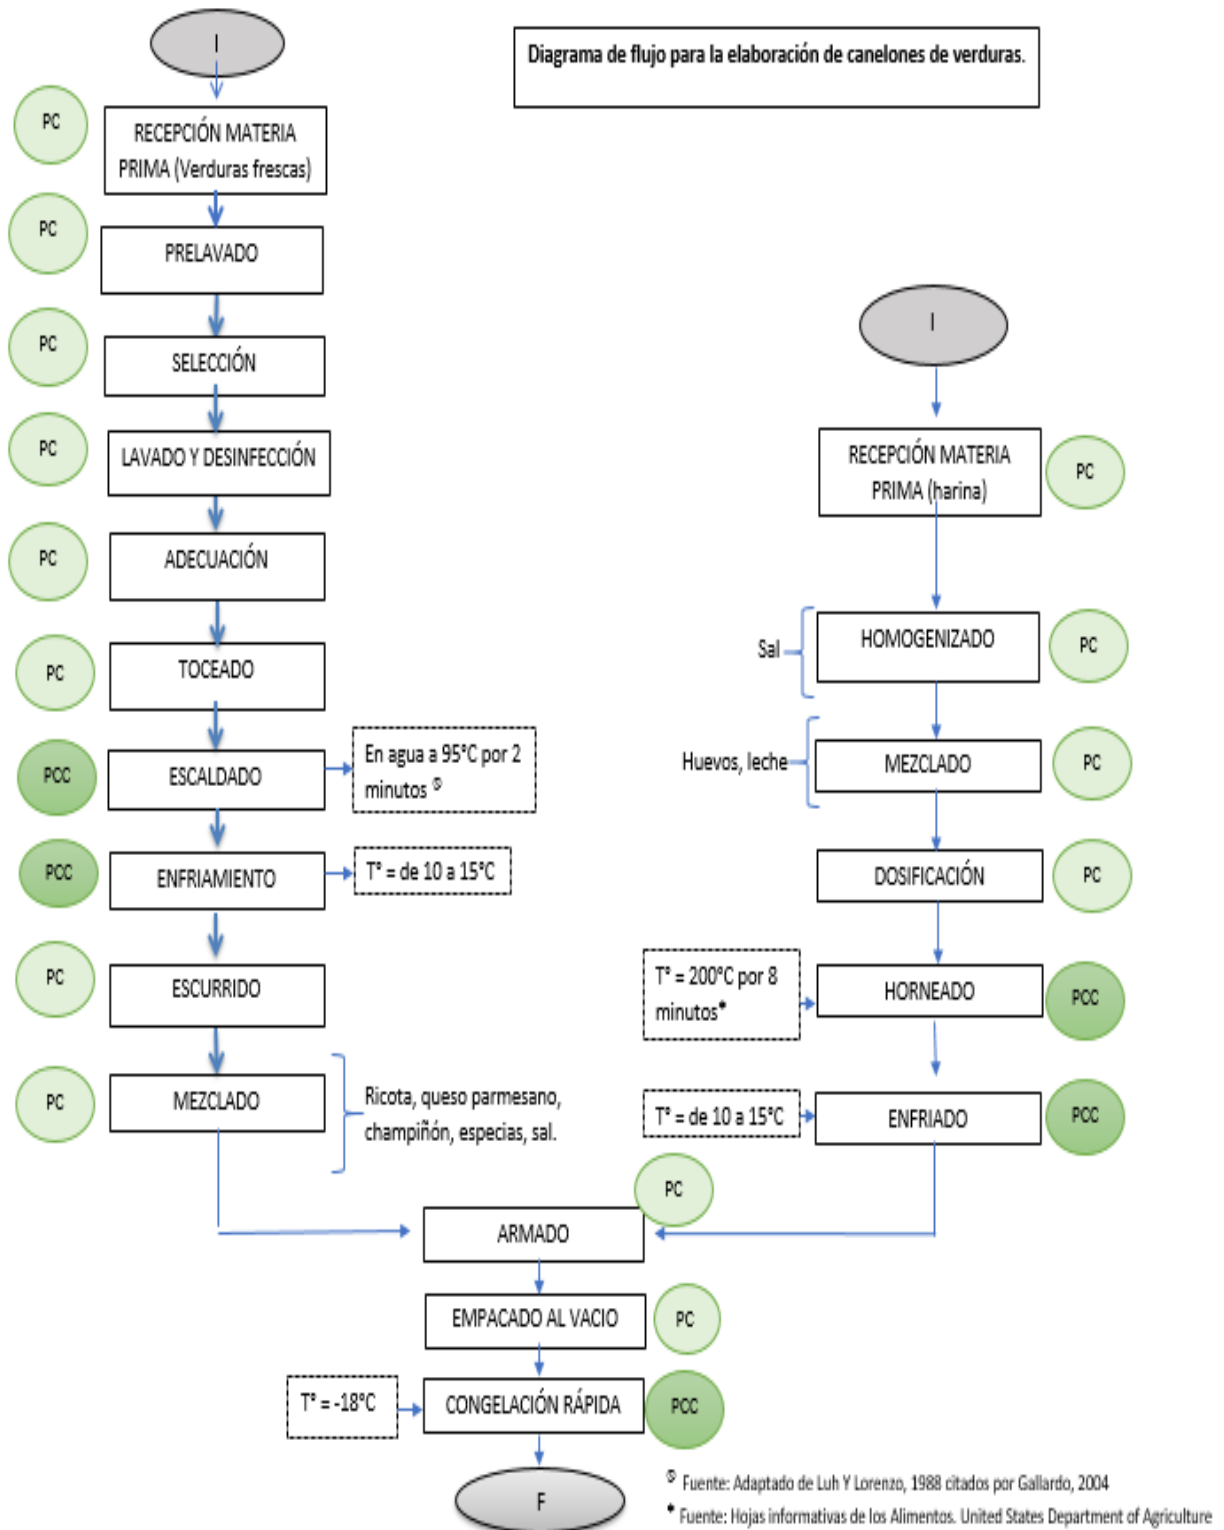 I
Diagrama de flujo para la elaboración de canelones de verduras.
PC
RECEPCIÓN MATERIA
PRIMA (Verduras frescas)
PC
PRELAVADO
PC
SELECCIÓN
PC
LAVADO Y DESINFECCIÓN
PC
ADECUACIÓN
PC
TOCEADO
PCC
ESCALDADO
En agua a 95°C por 2
minutos ⁽ˢ⁾
PCC
ENFRIAMIENTO
T° = de 10 a 15°C
PC
ESCURRIDO
PC
MEZCLADO
Ricota, queso parmesano,
champiñón, especias, sal.
I
RECEPCIÓN MATERIA
PRIMA (harina)
PC
Sal
HOMOGENIZADO
PC
Huevos, leche
MEZCLADO
PC
DOSIFICACIÓN
PC
T° = 200°C por 8
minutos*
HORNEADO
PCC
T° = de 10 a 15°C
ENFRIADO
PCC
PC
ARMADO
EMPACADO AL VACIO
PC
T° = -18°C
CONGELACIÓN RÁPIDA
PCC
F
Fuente: Adaptado de Luh Y Lorenzo, 1988 citados por Gallardo, 2004
* Fuente: Hojas informativas de los Alimentos. United States Department of Agriculture